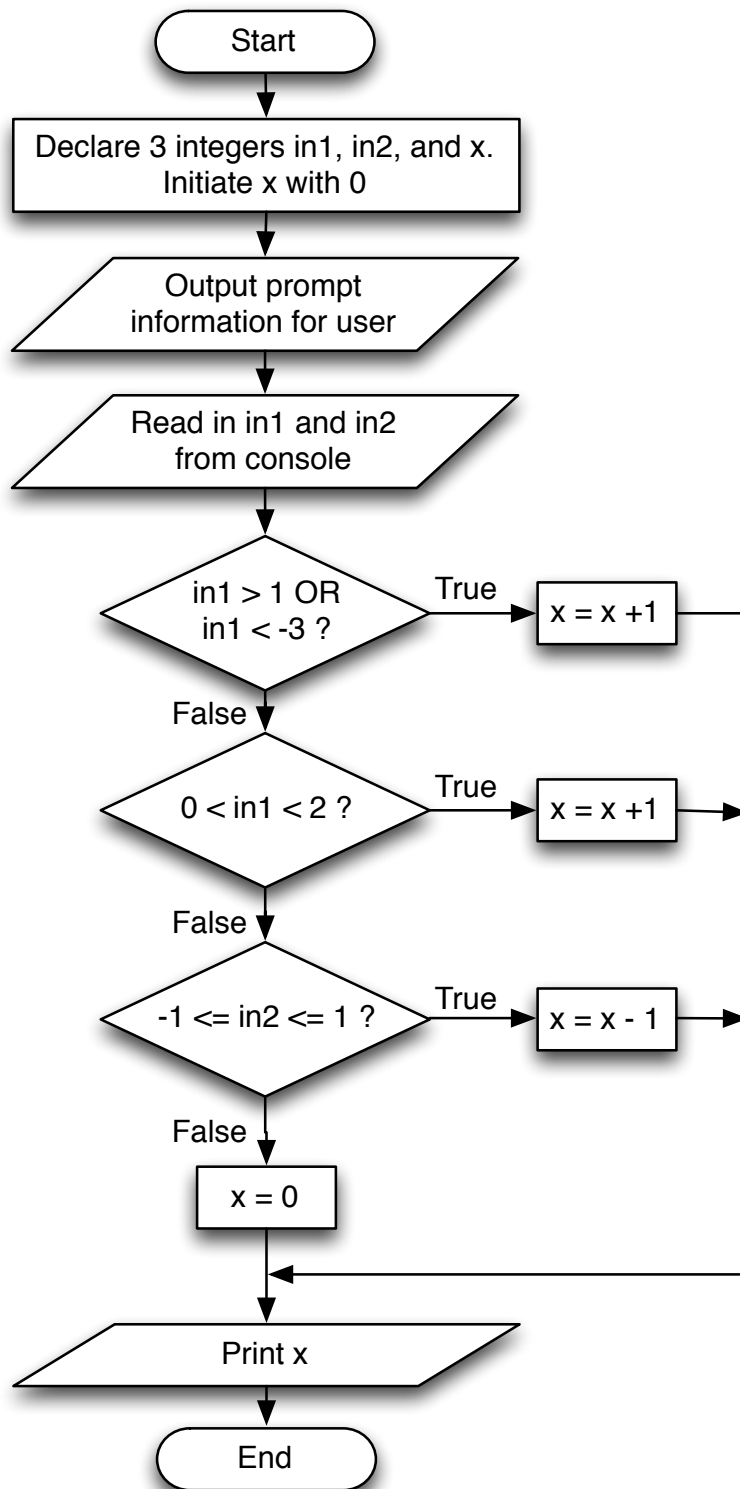 Start
Declare 3 integers in1, in2, and x.
Initiate x with 0
Output prompt
information for user
Read in in1 and in2
from console
in1 > 1 OR
in1 < -3 ?
True
x = x +1
False
0 < in1 < 2 ?
True
x = x +1
False
-1 <= in2 <= 1 ?
True
x = x - 1
False
x = 0
Print x
End